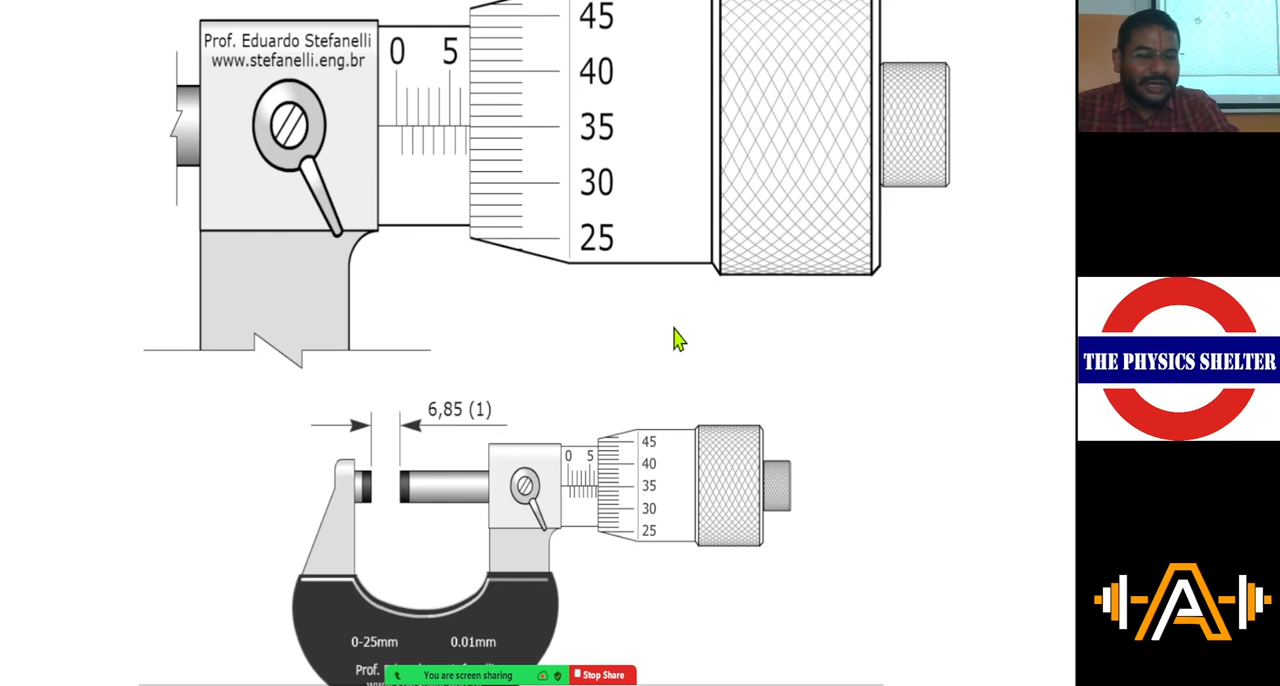 Prof. Eduardo Stefanelli
www.stefanelli.eng.br
0 5
45
40
35
30
25
THE PHYSICS SHELTER
6,85 (1)
0 5
45
40
35
30
25
0-25mm 0.01mm
Prof.
You are screen sharing
Stop Share